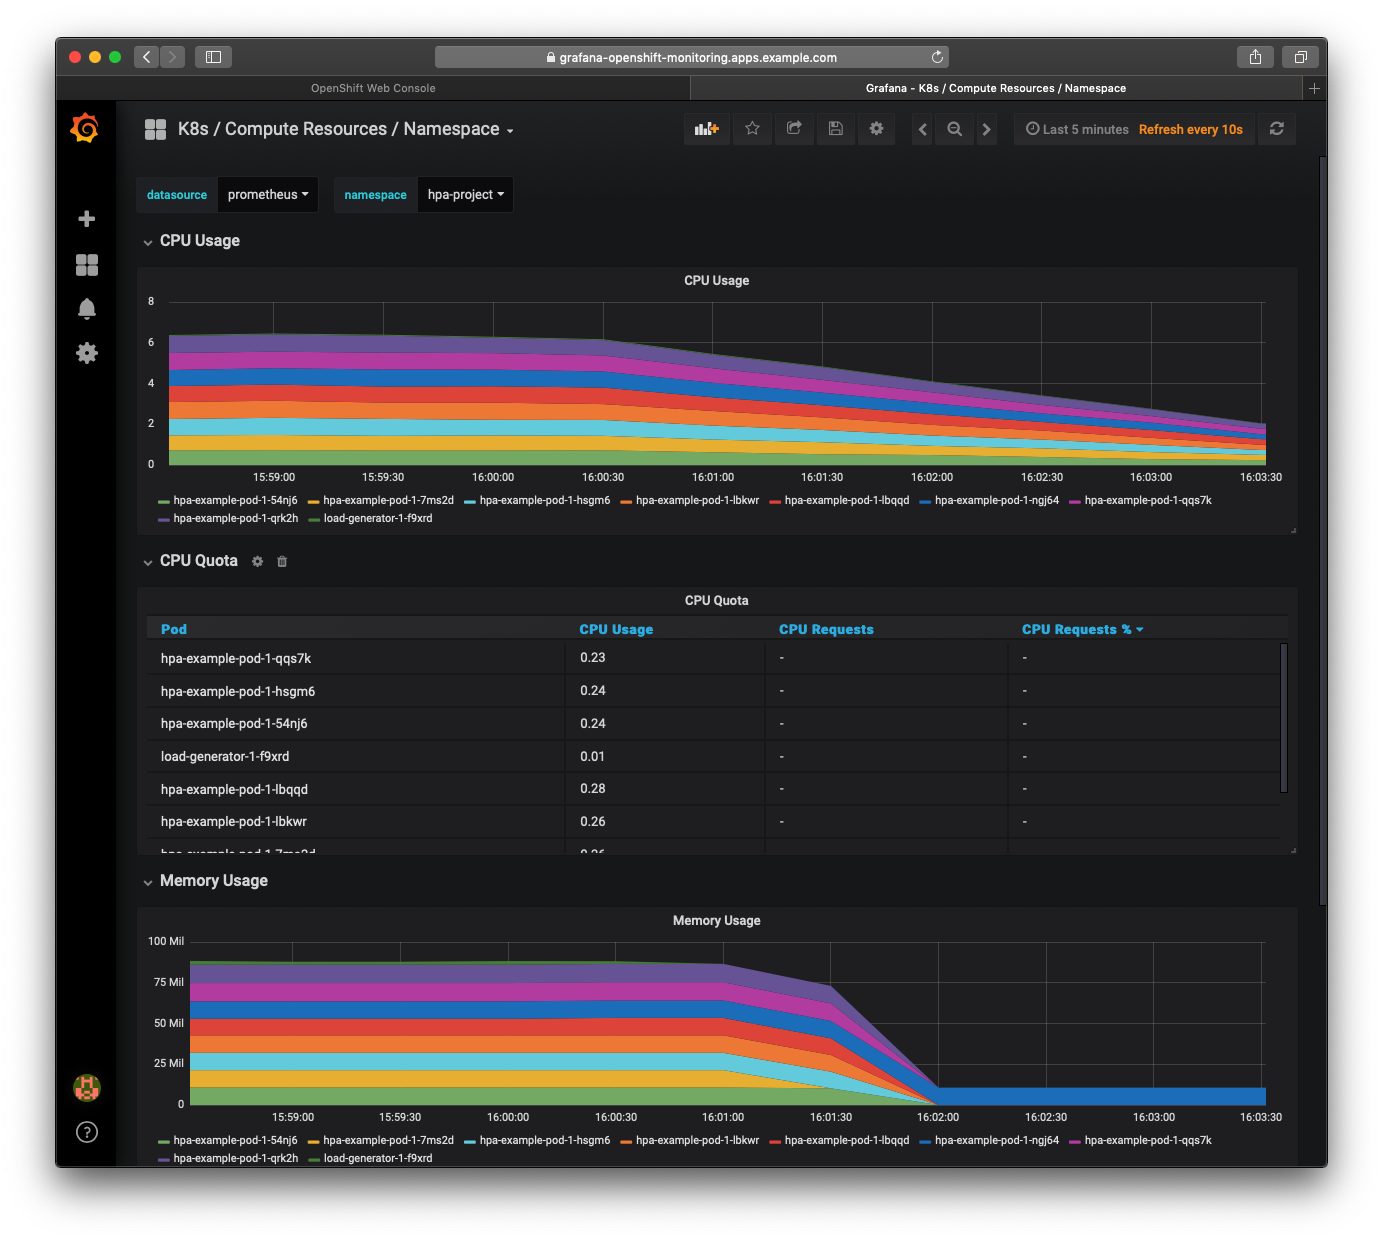 grafana-openshift-monitoring.apps.example.com
OpenShift Web Console
Grafana - K8s / Compute Resources / Namespace
K8s / Compute Resources / Namespace
Last 5 minutes Refresh every 10s
datasource prometheus namespace hpa-project
CPU Usage
CPU Usage
8
6
4
2
0
15:59:00 15:59:30 16:00:00 16:00:30 16:01:00 16:01:30 16:02:00 16:02:30 16:03:00 16:03:30
hpa-example-pod-1-54nj6 hpa-example-pod-1-7ms2d hpa-example-pod-1-hsgm6 hpa-example-pod-1-lbkwr hpa-example-pod-1-lbqqd hpa-example-pod-1-ngj64 hpa-example-pod-1-qqs7k
hpa-example-pod-1-qrk2h load-generator-1-f9xrd
CPU Quota
CPU Quota
Pod CPU Usage CPU Requests CPU Requests %
hpa-example-pod-1-qqs7k 0.23 - -
hpa-example-pod-1-hsgm6 0.24 - -
hpa-example-pod-1-54nj6 0.24 - -
load-generator-1-f9xrd 0.01 - -
hpa-example-pod-1-lbqqd 0.28 - -
hpa-example-pod-1-lbkwr 0.26 - -
hpa-example-pod-1-7ms2d 0.26
Memory Usage
Memory Usage
100 Mil
75 Mil
50 Mil
25 Mil
0
15:59:00 15:59:30 16:00:00 16:00:30 16:01:00 16:01:30 16:02:00 16:02:30 16:03:00 16:03:30
hpa-example-pod-1-54nj6 hpa-example-pod-1-7ms2d hpa-example-pod-1-hsgm6 hpa-example-pod-1-lbkwr hpa-example-pod-1-lbqqd hpa-example-pod-1-ngj64 hpa-example-pod-1-qqs7k
hpa-example-pod-1-qrk2h load-generator-1-f9xrd